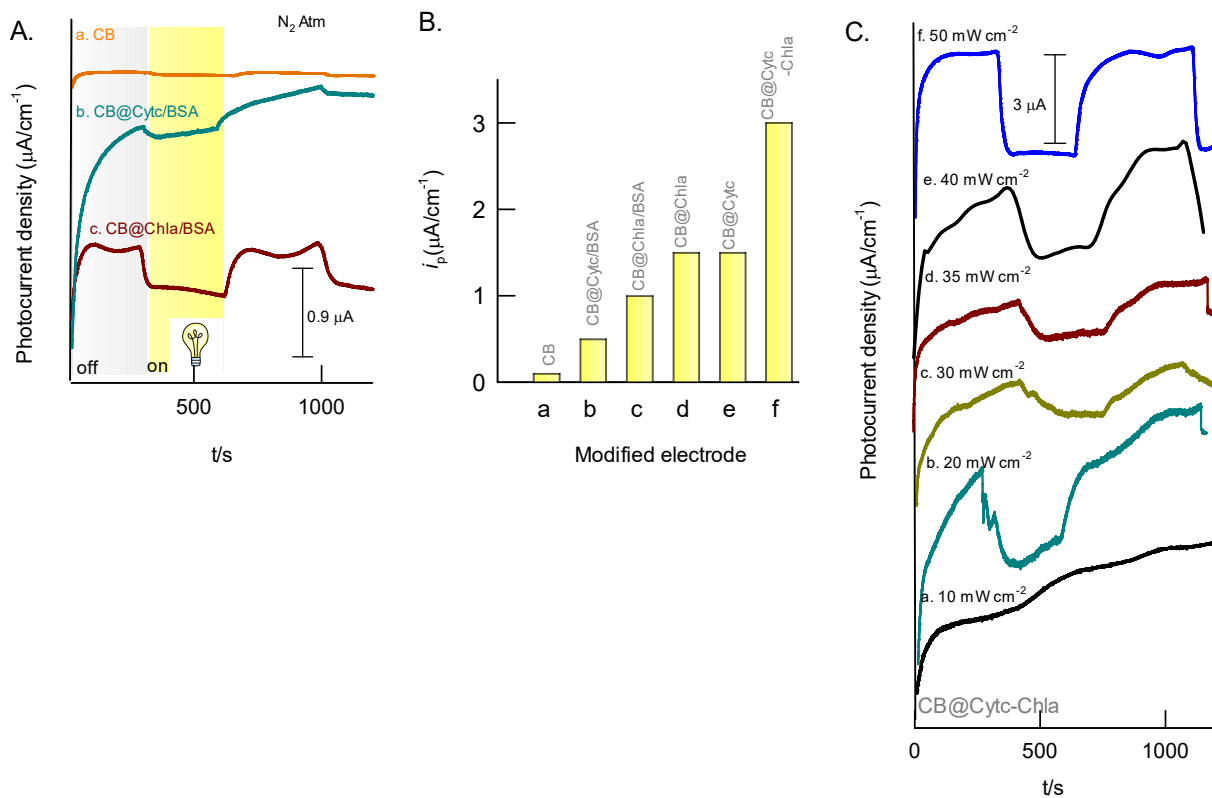 A.
N₂ Atm
a. CB
b. CB@Cytc/BSA
c. CB@Chla/BSA
0.9 μA
off
on
500
1000
t/s
Photocurrent density (μA/cm⁻¹)
B.
3
2
1
0
iₚ(μA/cm⁻¹)
CB
CB@Cytc/BSA
CB@Chla/BSA
CB@Chla
CB@Cytc
CB@Cytc
-Chla
a
b
c
d
e
f
Modified electrode
C.
f. 50 mW cm⁻²
3 μA
e. 40 mW cm⁻²
d. 35 mW cm⁻²
c. 30 mW cm⁻²
b. 20 mW cm⁻²
a. 10 mW cm⁻²
CB@Cytc-Chla
0
500
1000
t/s
Photocurrent density (μA/cm⁻¹)